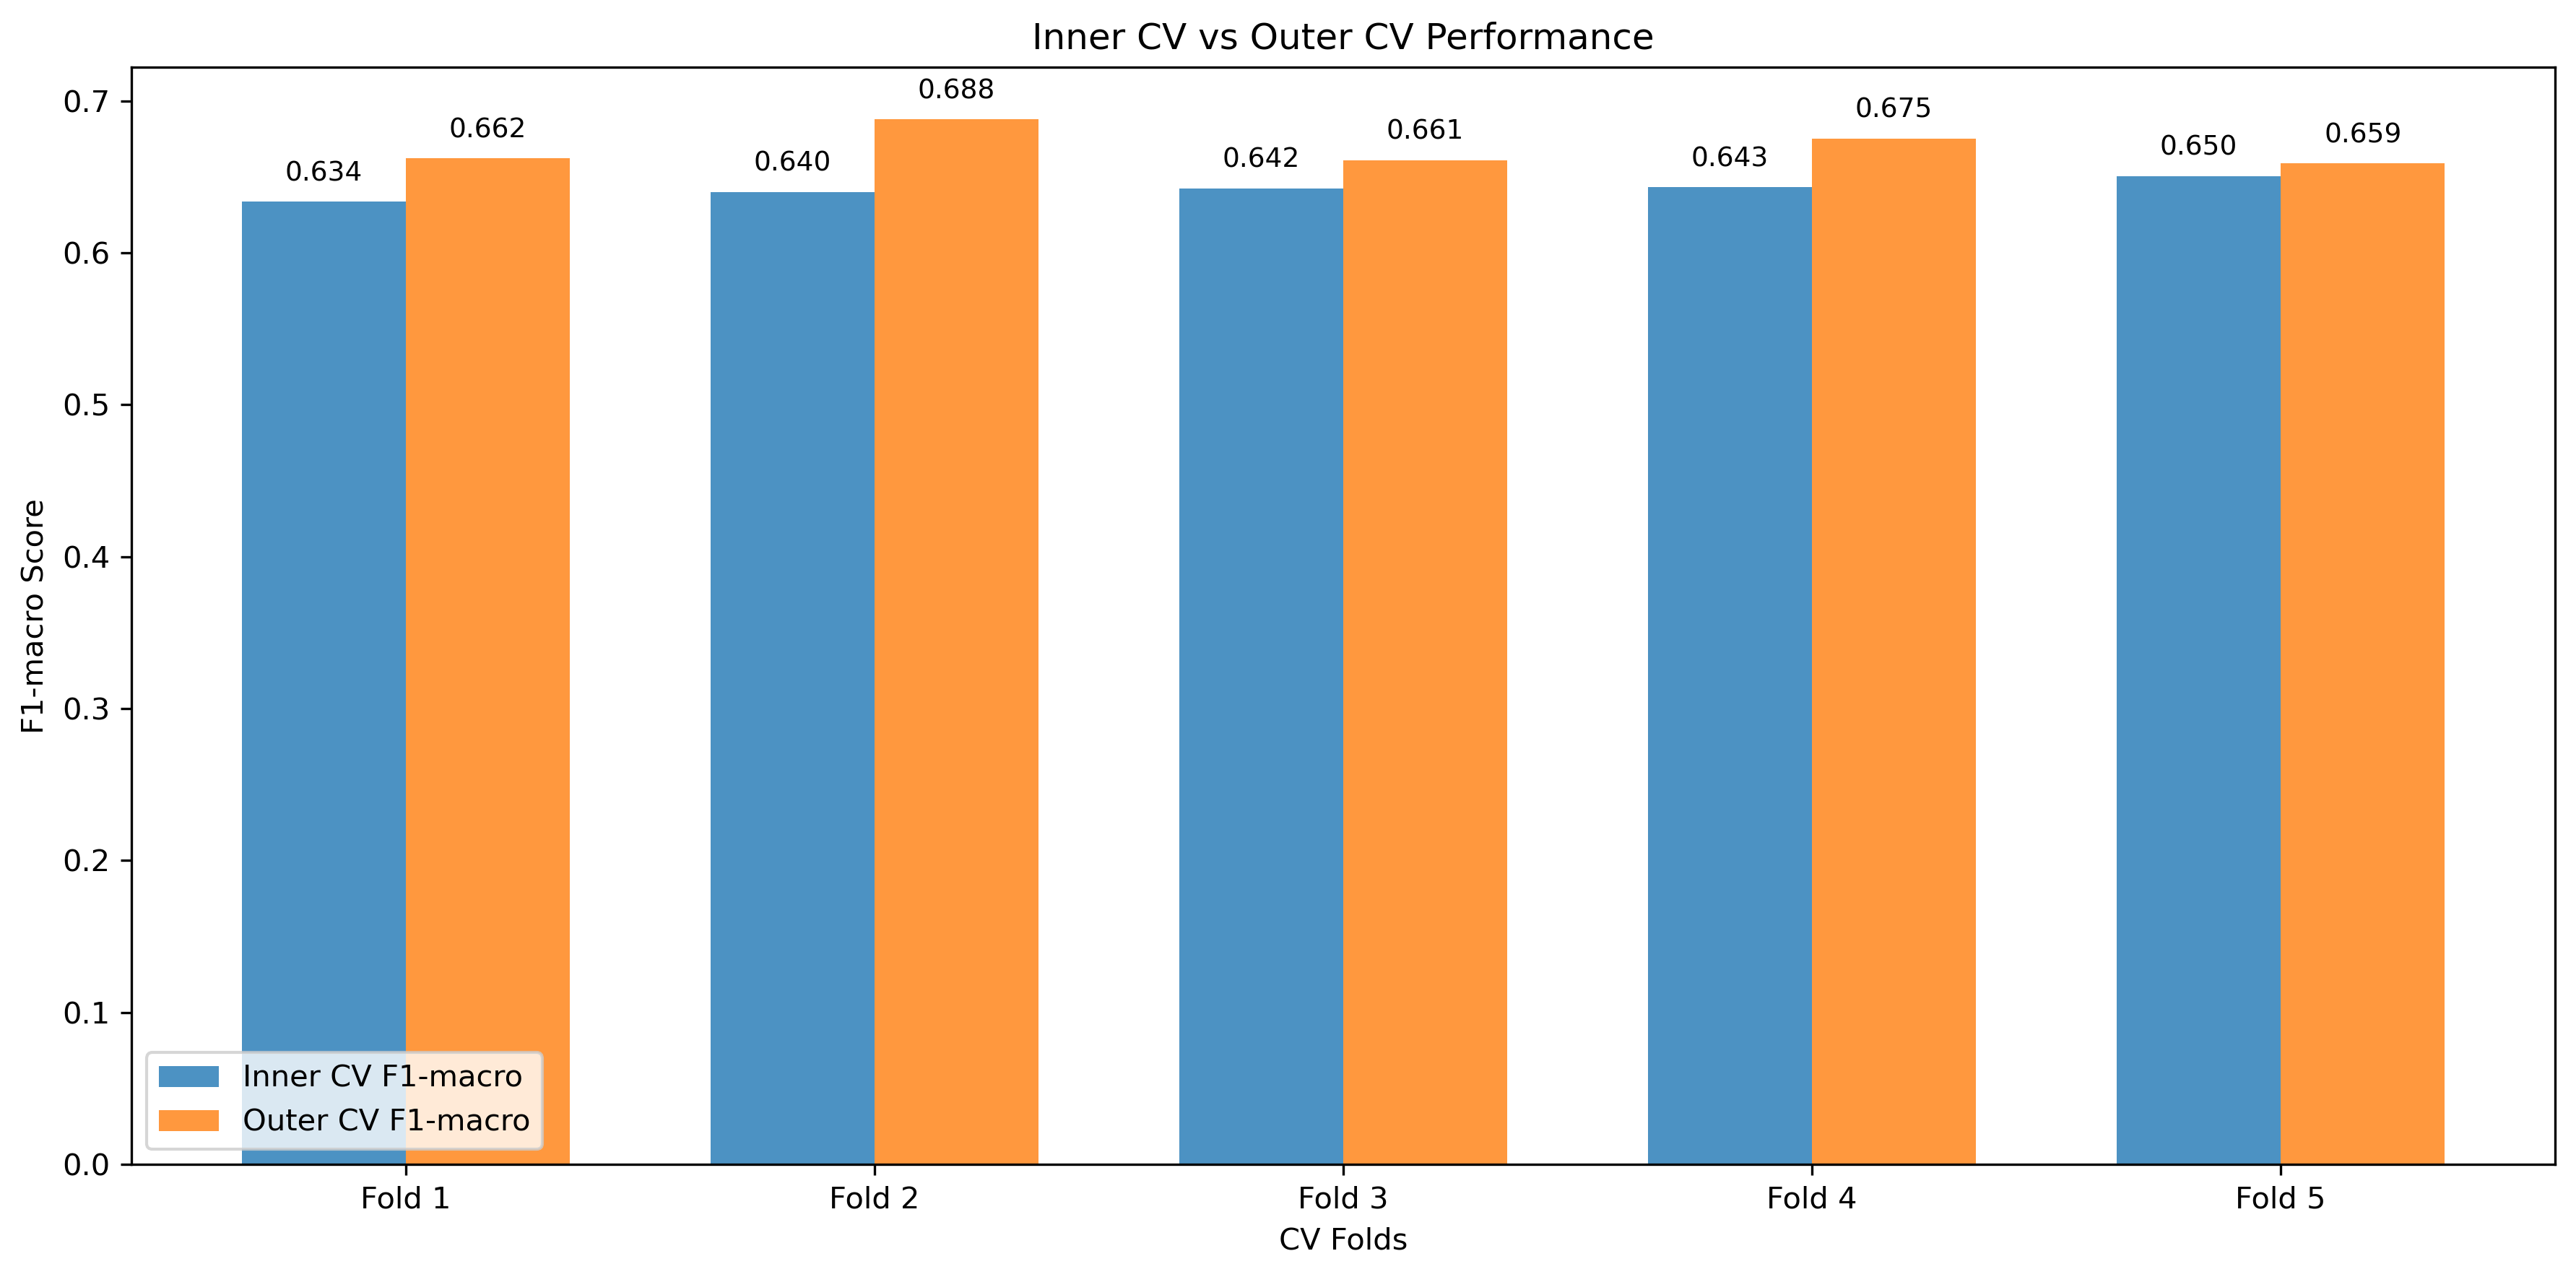 Inner CV vs Outer CV Performance
0.7
0.6
0.5
0.4
0.3
0.2
0.1
0.0
F1-macro Score
0.634
0.662
0.640
0.688
0.642
0.661
0.643
0.675
0.650
0.659
Inner CV F1-macro
Outer CV F1-macro
Fold 1
Fold 2
Fold 3
Fold 4
Fold 5
CV Folds